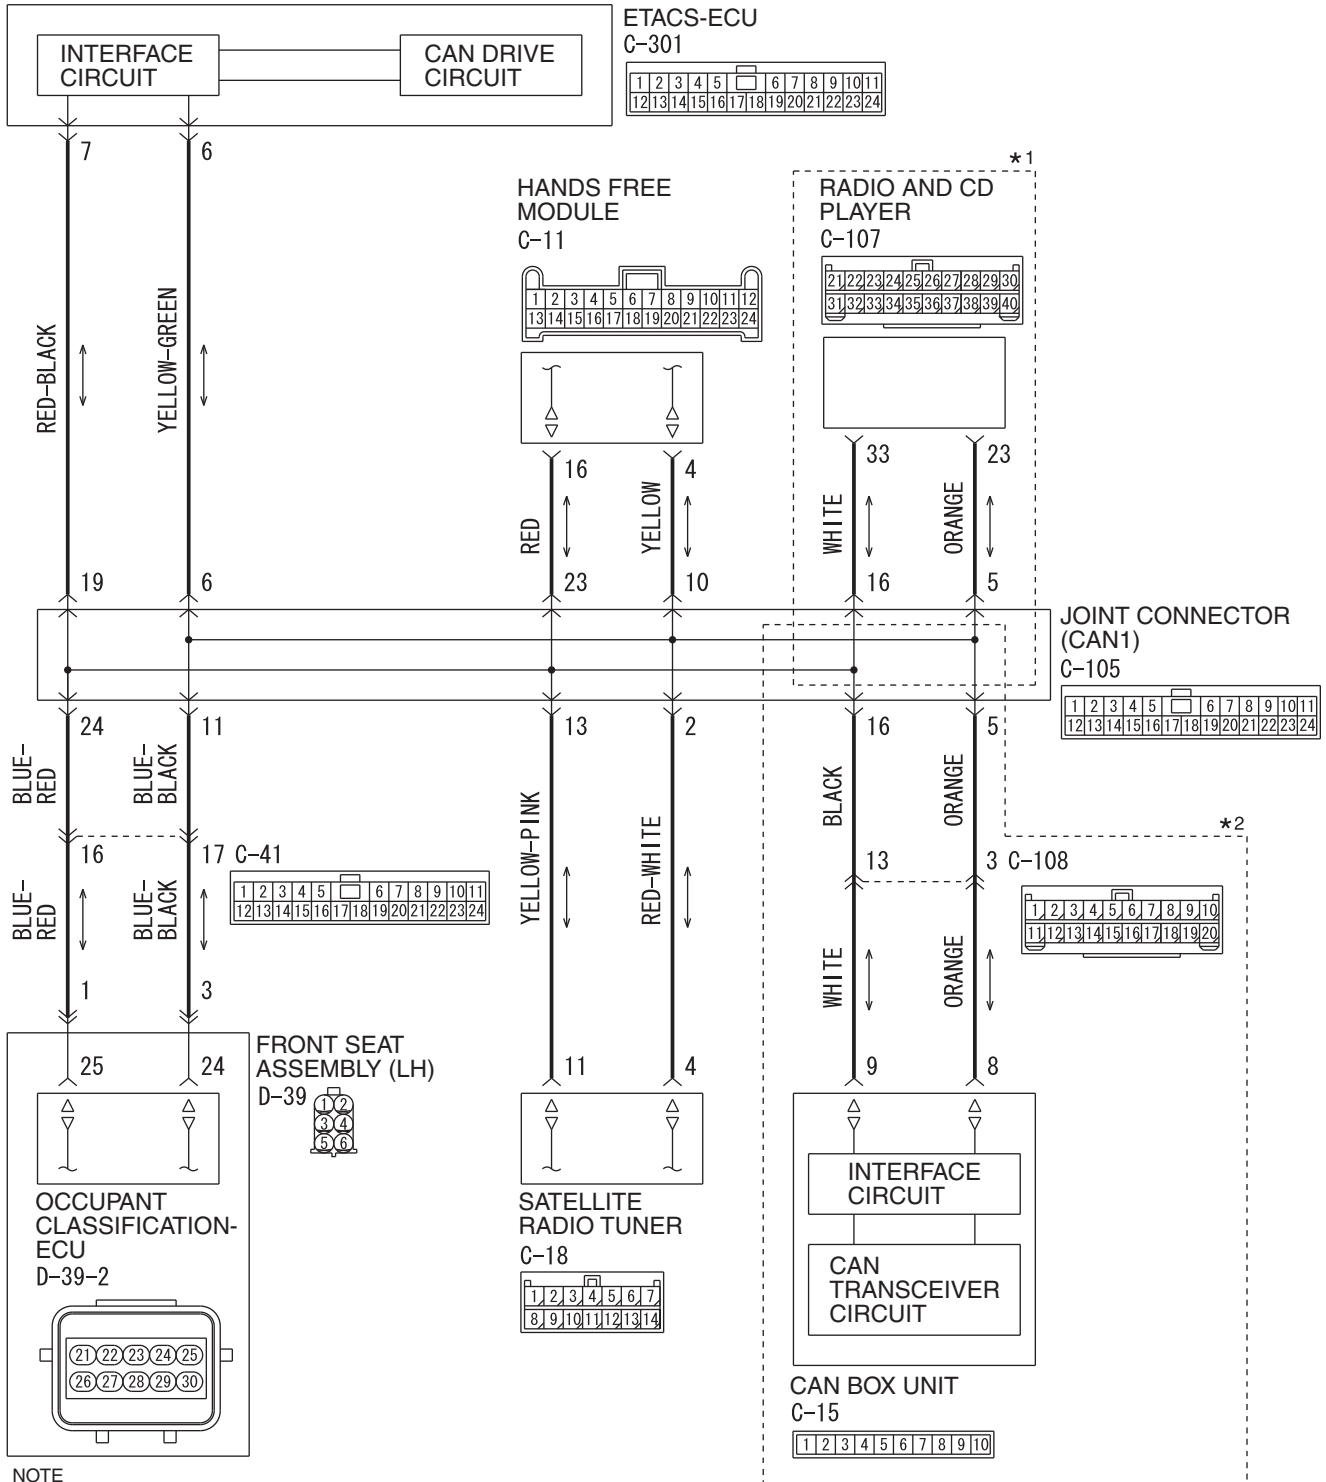 ETACS-ECU
C-301
INTERFACE
CIRCUIT
CAN DRIVE
CIRCUIT
1 2 3 4 5 6 7 8 9 10 11
12 13 14 15 16 17 18 19 20 21 22 23 24
7 6
*1
HANDS FREE
MODULE
C-11
RADIO AND CD
PLAYER
C-107
1 2 3 4 5 6 7 8 9 10 11 12
13 14 15 16 17 18 19 20 21 22 23 24
21 22 23 24 25 26 27 28 29 30
31 32 33 34 35 36 37 38 39 40
RED-BLACK
YELLOW-GREEN
16 4 33 23
RED
YELLOW
WHITE
ORANGE
19 6 23 10 16 5
JOINT CONNECTOR
(CAN1)
C-105
1 2 3 4 5 6 7 8 9 10 11
12 13 14 15 16 17 18 19 20 21 22 23 24
24 11 13 2 16 5
BLUE-
RED
BLUE-
BLACK
YELLOW-PINK
RED-WHITE
BLACK
ORANGE
*2
16 17 C-41
13 3 C-108
1 2 3 4 5 6 7 8 9 10 11
12 13 14 15 16 17 18 19 20 21 22 23 24
1 2 3 4 5 6 7 8 9 10
11 12 13 14 15 16 17 18 19 20
BLUE-
RED
BLUE-
BLACK
WHITE
ORANGE
1 3
FRONT SEAT
ASSEMBLY (LH)
D-39
1 2
3 4
5 6
25 24 11 4 9 8
OCCUPANT
CLASSIFICATION-
ECU
D-39-2
21 22 23 24 25
26 27 28 29 30
SATELLITE
RADIO TUNER
C-18
1 2 3 4 5 6 7
8 9 10 11 12 13 14
INTERFACE
CIRCUIT
CAN
TRANSCEIVER
CIRCUIT
CAN BOX UNIT
C-15
1 2 3 4 5 6 7 8 9 10
NOTE